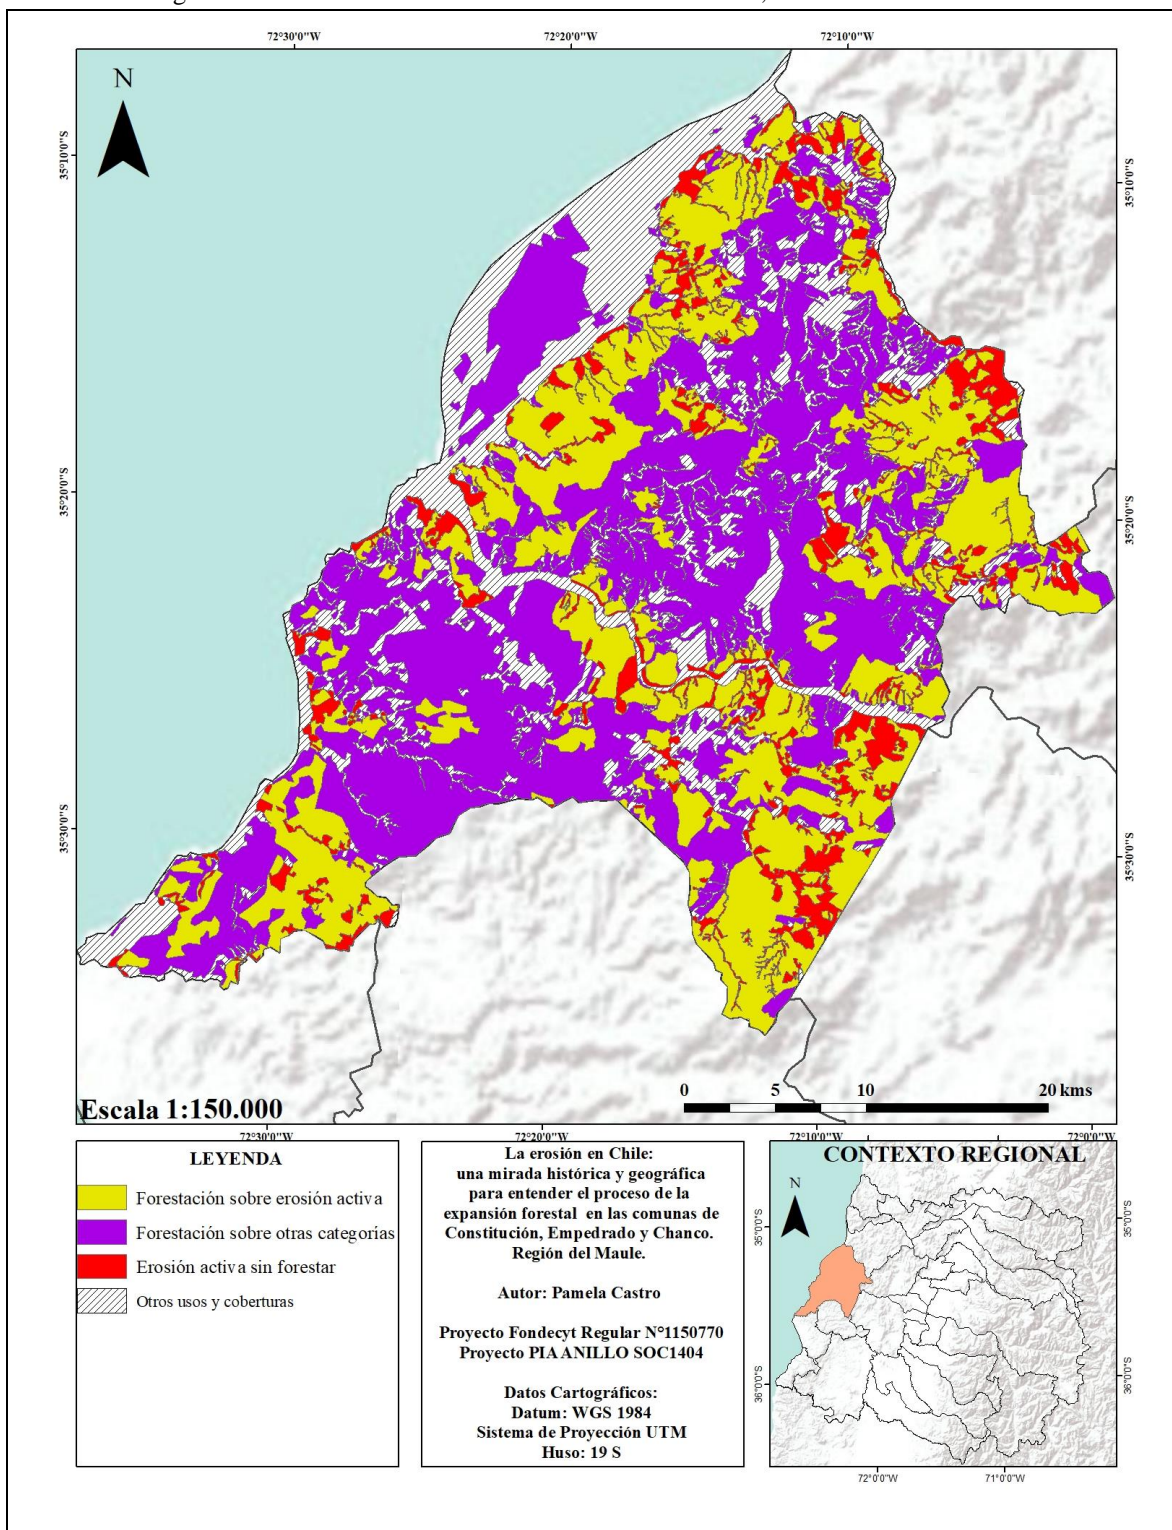 72°30'0"W 72°20'0"W 72°10'0"W
N
35°10'0"S 35°10'0"S
35°20'0"S 35°20'0"S
35°30'0"S 35°30'0"S
0 5 10 20 kms
Escala 1:150.000
72°30'0"W 72°20'0"W 72°10'0"W 72°0'0"W
LEYENDA
Forestación sobre erosión activa
Forestación sobre otras categorías
Erosión activa sin forestar
Otros usos y coberturas
La erosión en Chile:
una mirada histórica y geográfica
para entender el proceso de la
expansión forestal en las comunas de
Constitución, Empedrado y Chanco.
Región del Maule.
Autor: Pamela Castro
Proyecto Fondecyt Regular N°1150770
Proyecto PIA ANILLO SOC1404
Datos Cartográficos:
Datum: WGS 1984
Sistema de Proyección UTM
Huso: 19 S
CONTEXTO REGIONAL
N
35°0'0"S 35°0'0"S
36°0'0"S 36°0'0"S
72°0'0"W 71°0'0"W